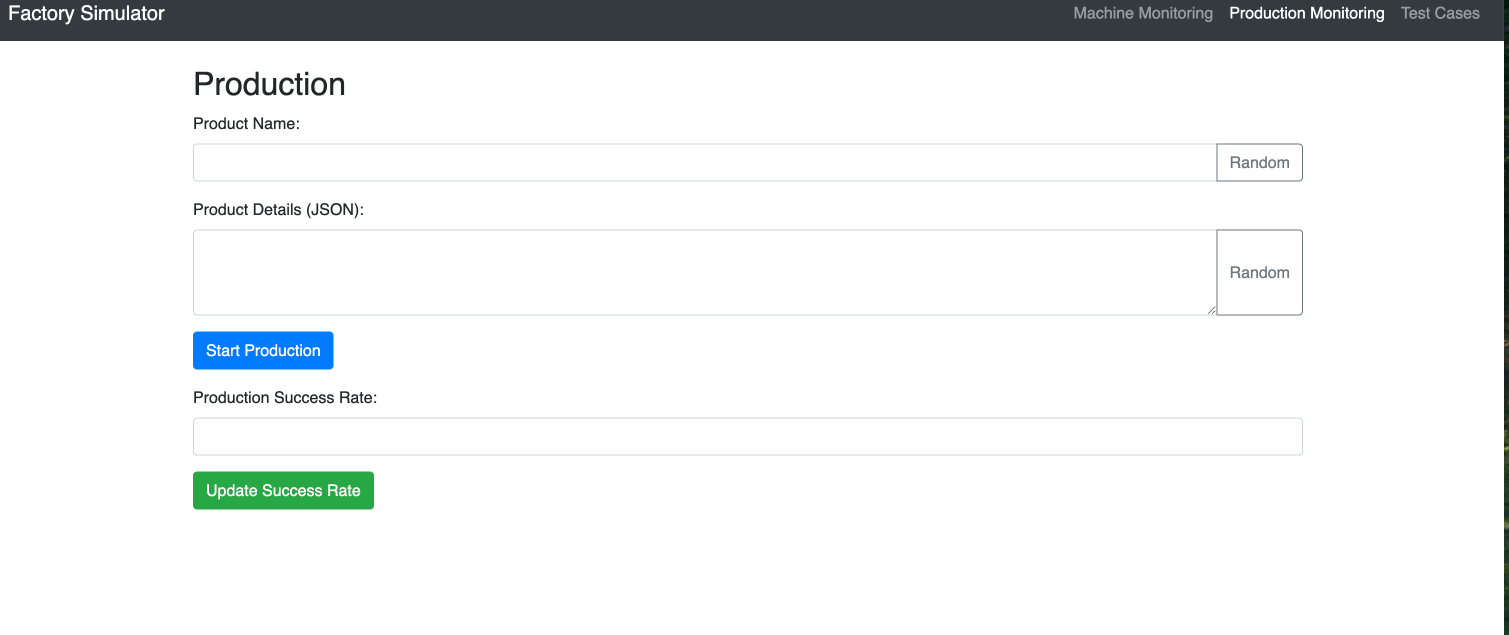 Factory Simulator Machine Monitoring Production Monitoring Test Cases
Production
Product Name:
Random
Product Details (JSON):
Random
Start Production
Production Success Rate:
Update Success Rate